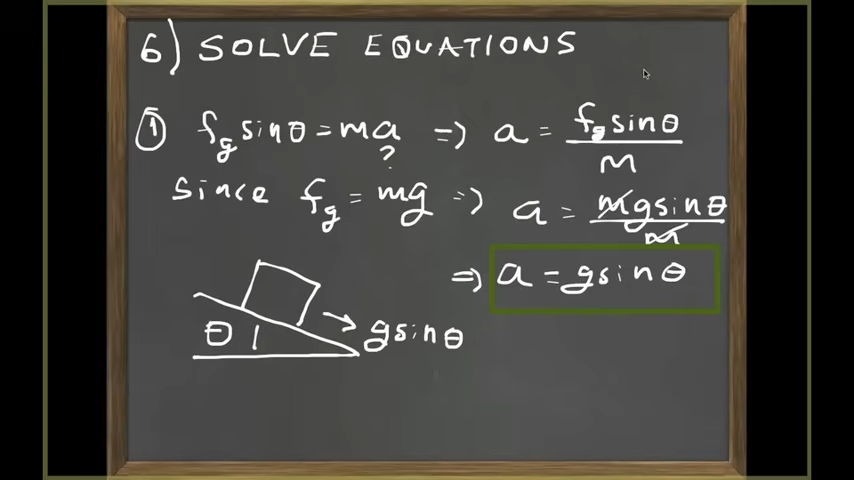 6) SOLVE EQUATIONS
① fg sinθ = ma => a = fg sinθ / m
?
since fg = mg => a = mg sinθ / m
=> a = g sinθ
θ
g sinθ